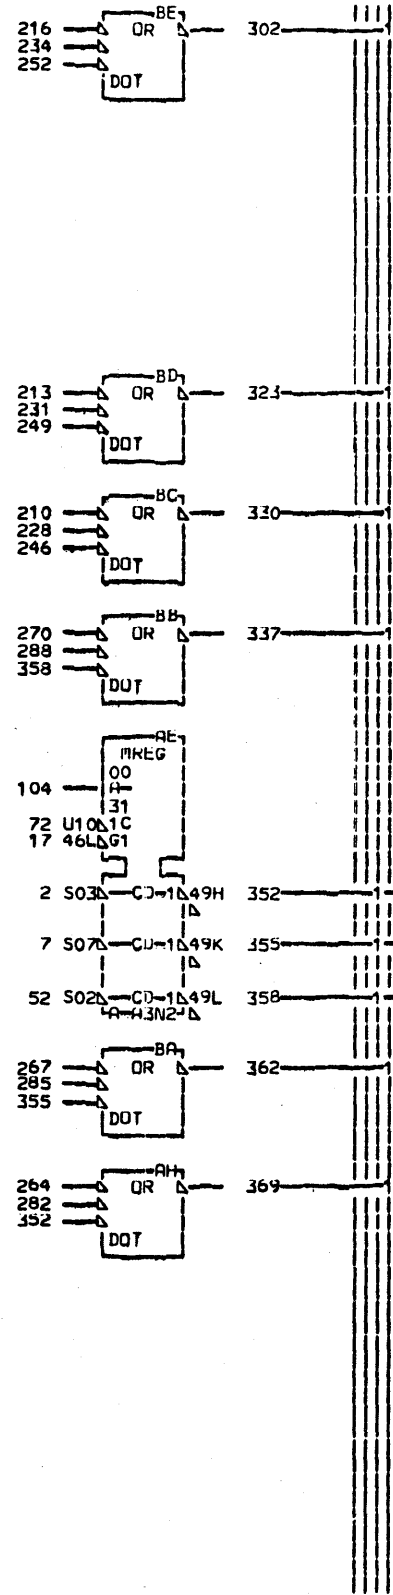 BE
216 OR 302
234
252
DOT
BD
213 OR 323
231
249
DOT
BC
210 OR 330
228
246
DOT
BB
270 OR 337
288
358
DOT
AE
MREG
00
104 A
31
72 U10 1C
17 46L G1
2 S03 CD 1 49H 352 1
7 S07 CD 1 49K 355 1
52 S02 CD 1 49L 358 1
A-A3N2
BA
267 OR 362
285
355
DOT
AH
264 OR 369
282
352
DOT